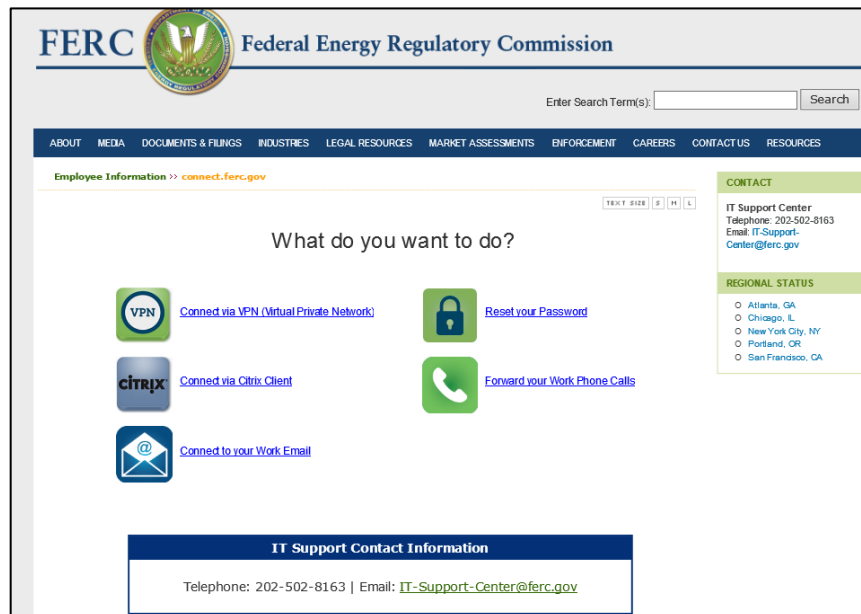 FERC Federal Energy Regulatory Commission
Enter Search Term(s): Search
ABOUT MEDIA DOCUMENTS & FILINGS INDUSTRIES LEGAL RESOURCES MARKET ASSESSMENTS ENFORCEMENT CAREERS CONTACT US RESOURCES
Employee Information >> connect.ferc.gov
TEXT SIZE S M L
What do you want to do?
VPN Connect via VPN (Virtual Private Network)
Reset your Password
CITRIX Connect via Citrix Client
Forward your Work Phone Calls
@ Connect to your Work Email
IT Support Contact Information
Telephone: 202-502-8163 | Email: IT-Support-Center@ferc.gov
CONTACT
IT Support Center
Telephone: 202-502-8163
Email: IT-Support-
Center@ferc.gov
REGIONAL STATUS
Atlanta, GA
Chicago, IL
New York City, NY
Portland, OR
San Francisco, CA